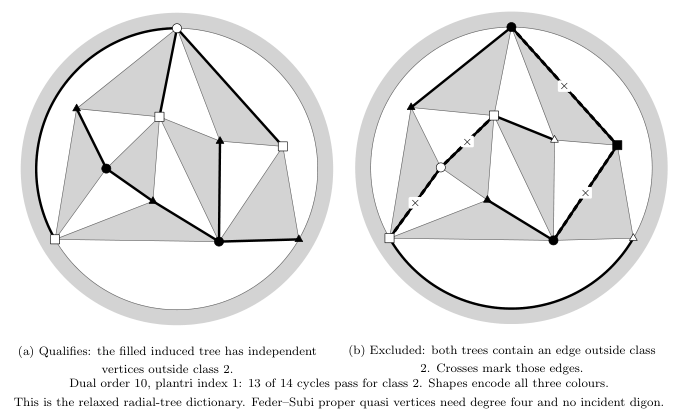 (a) Qualifies: the filled induced tree has independent
vertices outside class 2.
(b) Excluded: both trees contain an edge outside class
2. Crosses mark those edges.
Dual order 10, plantri index 1: 13 of 14 cycles pass for class 2. Shapes encode all three colours.
This is the relaxed radial-tree dictionary. Feder–Subi proper quasi vertices need degree four and no incident digon.